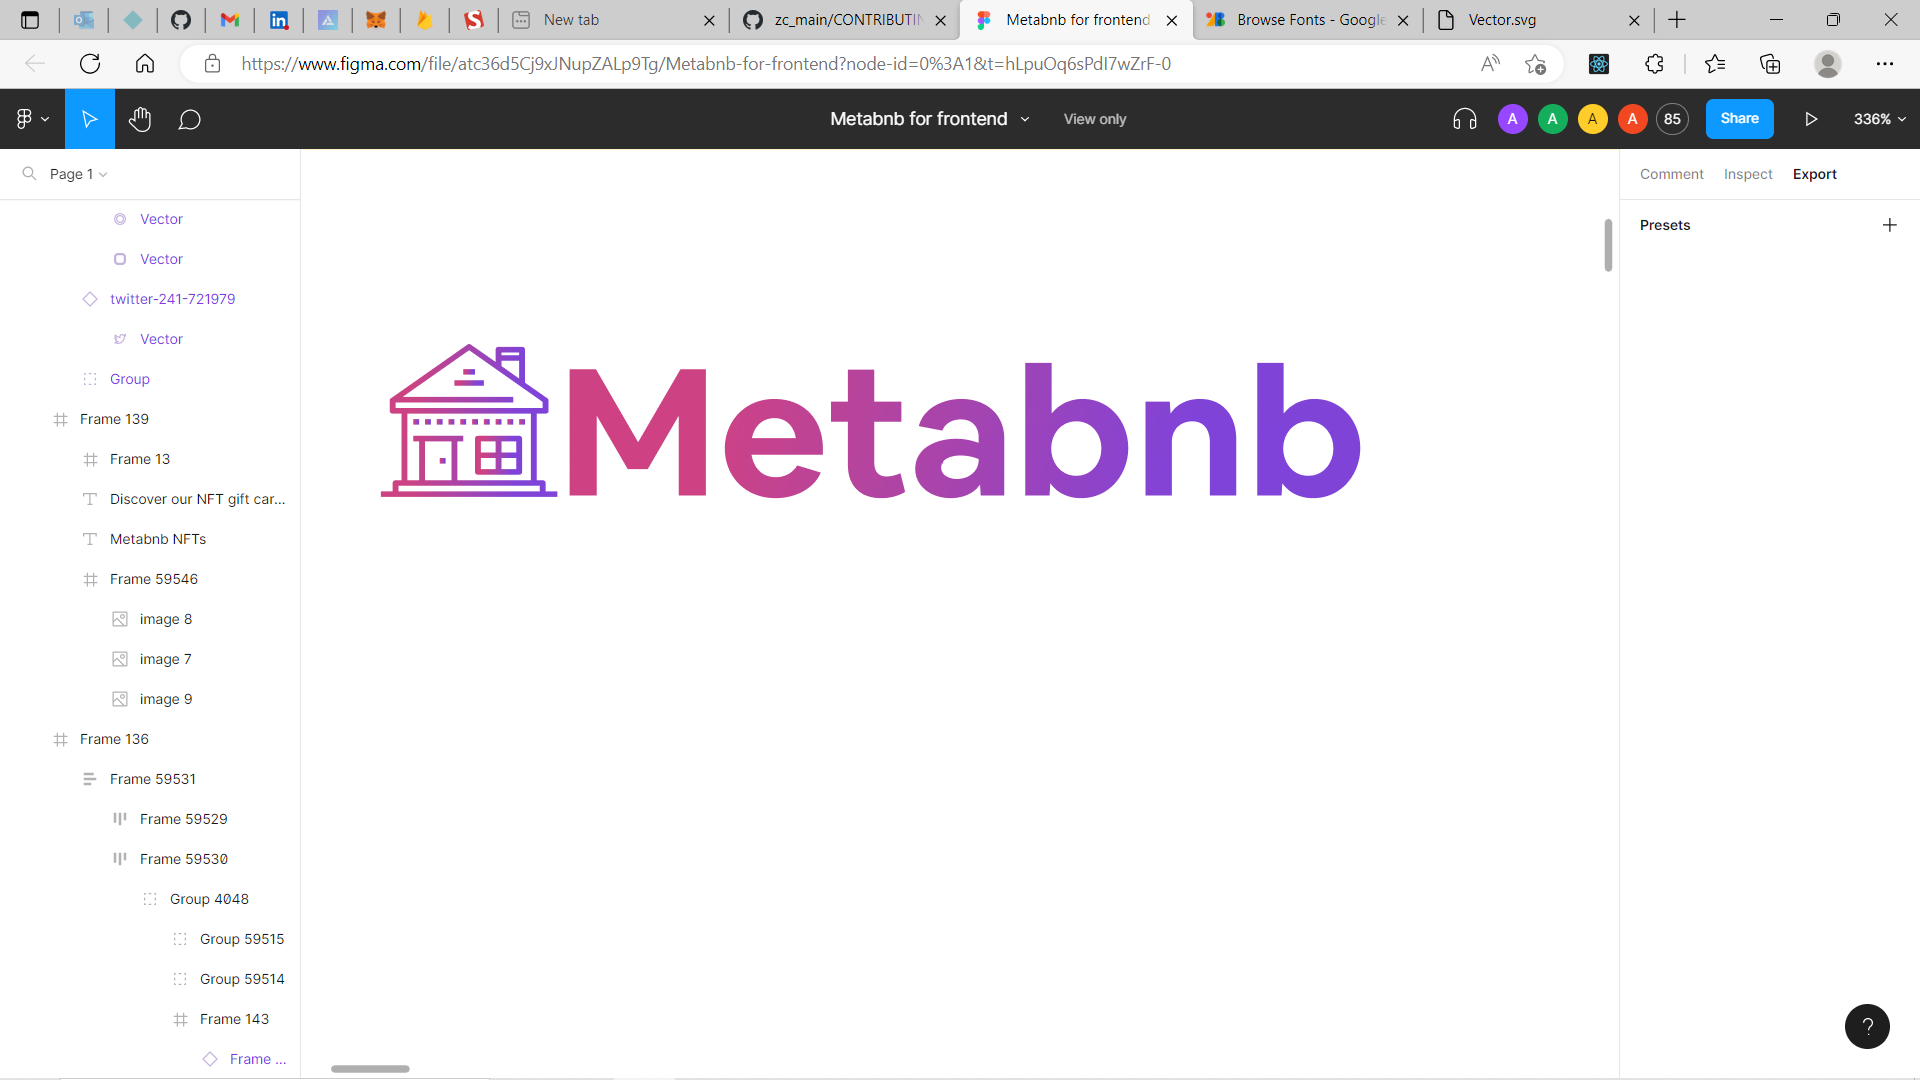 New tab
zc_main/CONTRIBUTIN
Metabnb for frontend
Browse Fonts - Google
Vector.svg
https://www.figma.com/file/atc36d5Cj9xJNupZALp9Tg/Metabnb-for-frontend?node-id=0%3A1&t=hLpuOq6sPdI7wZrF-0
Metabnb for frontend
View only
A
A
A
A
85
Share
336%
Page 1
Comment
Inspect
Export
Presets
Vector
Vector
twitter-241-721979
Vector
Group
Frame 139
Frame 13
Discover our NFT gift car...
Metabnb NFTs
Frame 59546
image 8
image 7
image 9
Frame 136
Frame 59531
Frame 59529
Frame 59530
Group 4048
Group 59515
Group 59514
Frame 143
Frame ...
Metabnb
?